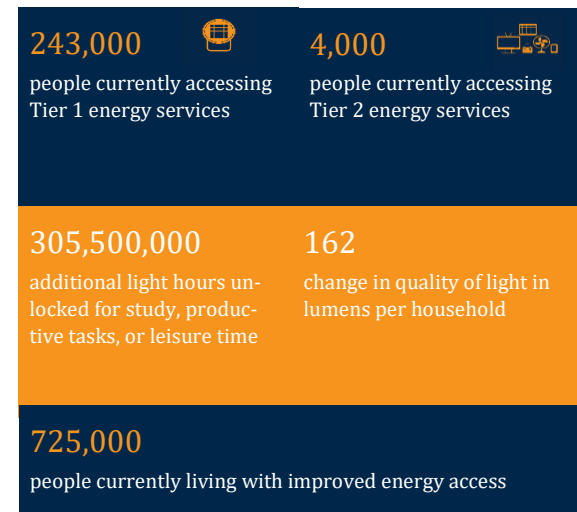 243,000
people currently accessing
Tier 1 energy services
4,000
people currently accessing
Tier 2 energy services
305,500,000
additional light hours un-
locked for study, produc-
tive tasks, or leisure time
162
change in quality of light in
lumens per household
725,000
people currently living with improved energy access